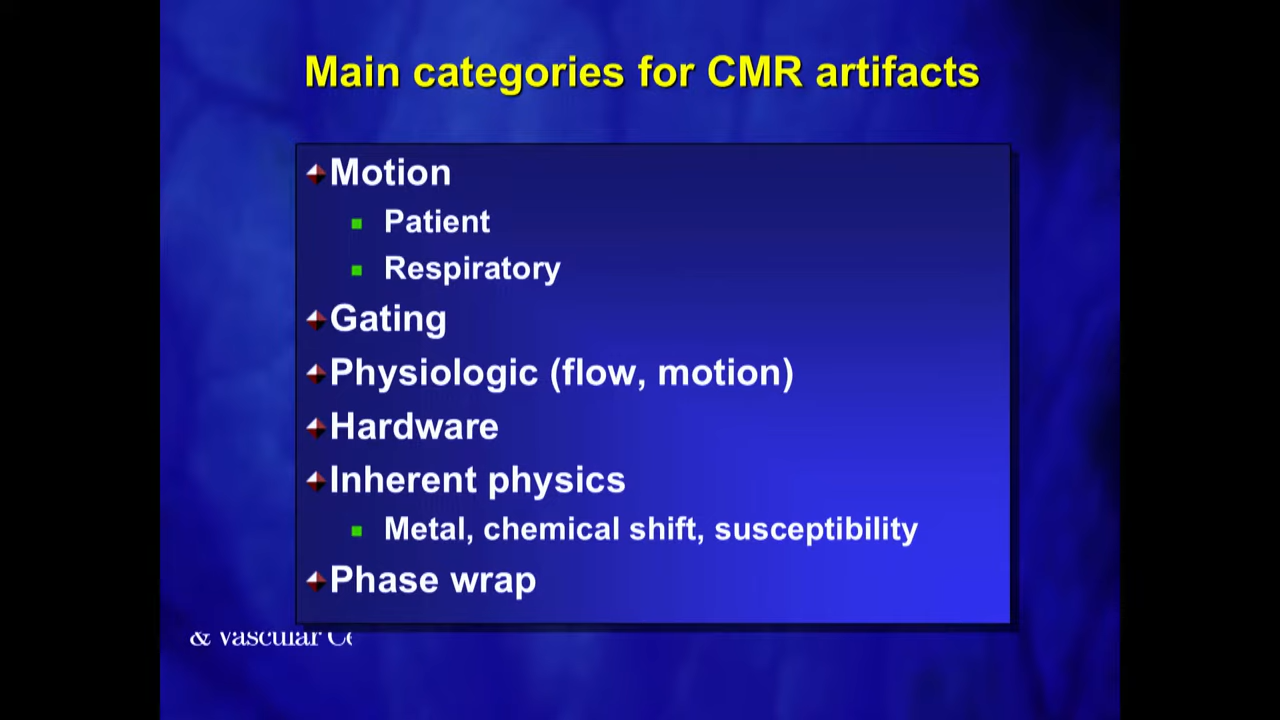 Main categories for CMR artifacts
Motion
Patient
Respiratory
Gating
Physiologic (flow, motion)
Hardware
Inherent physics
Metal, chemical shift, susceptibility
Phase wrap
& Vascular